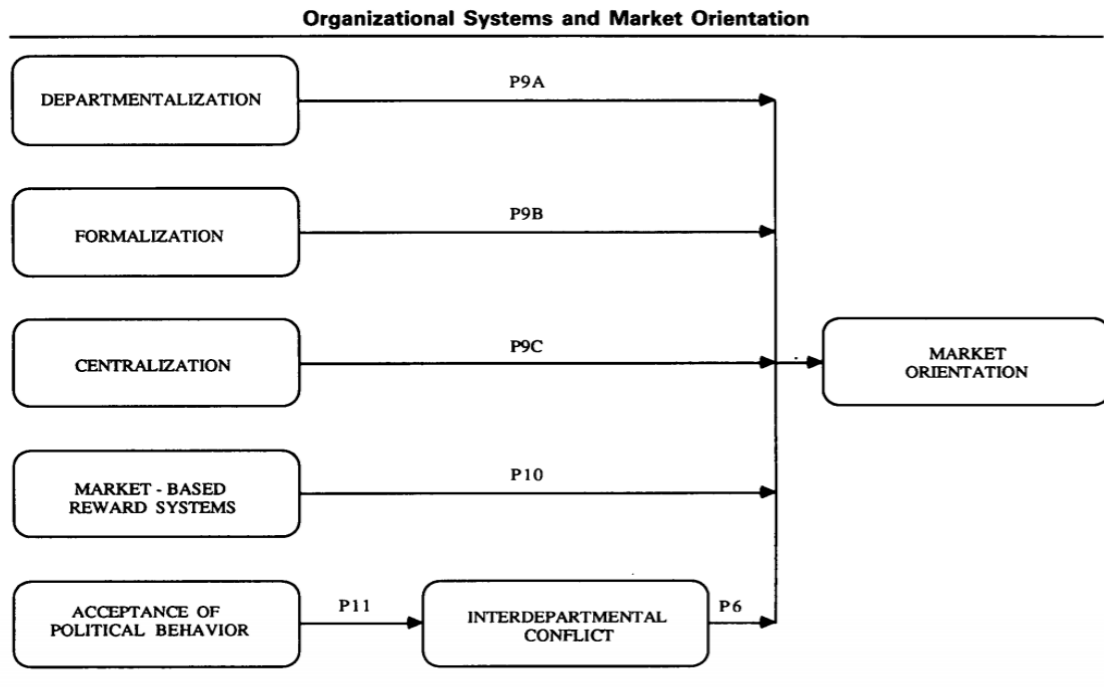 Organizational Systems and Market Orientation
DEPARTMENTALIZATION
P9A
FORMALIZATION
P9B
CENTRALIZATION
P9C
MARKET
ORIENTATION
MARKET - BASED
REWARD SYSTEMS
P10
ACCEPTANCE OF
POLITICAL BEHAVIOR
P11
INTERDEPARTMENTAL
CONFLICT
P6